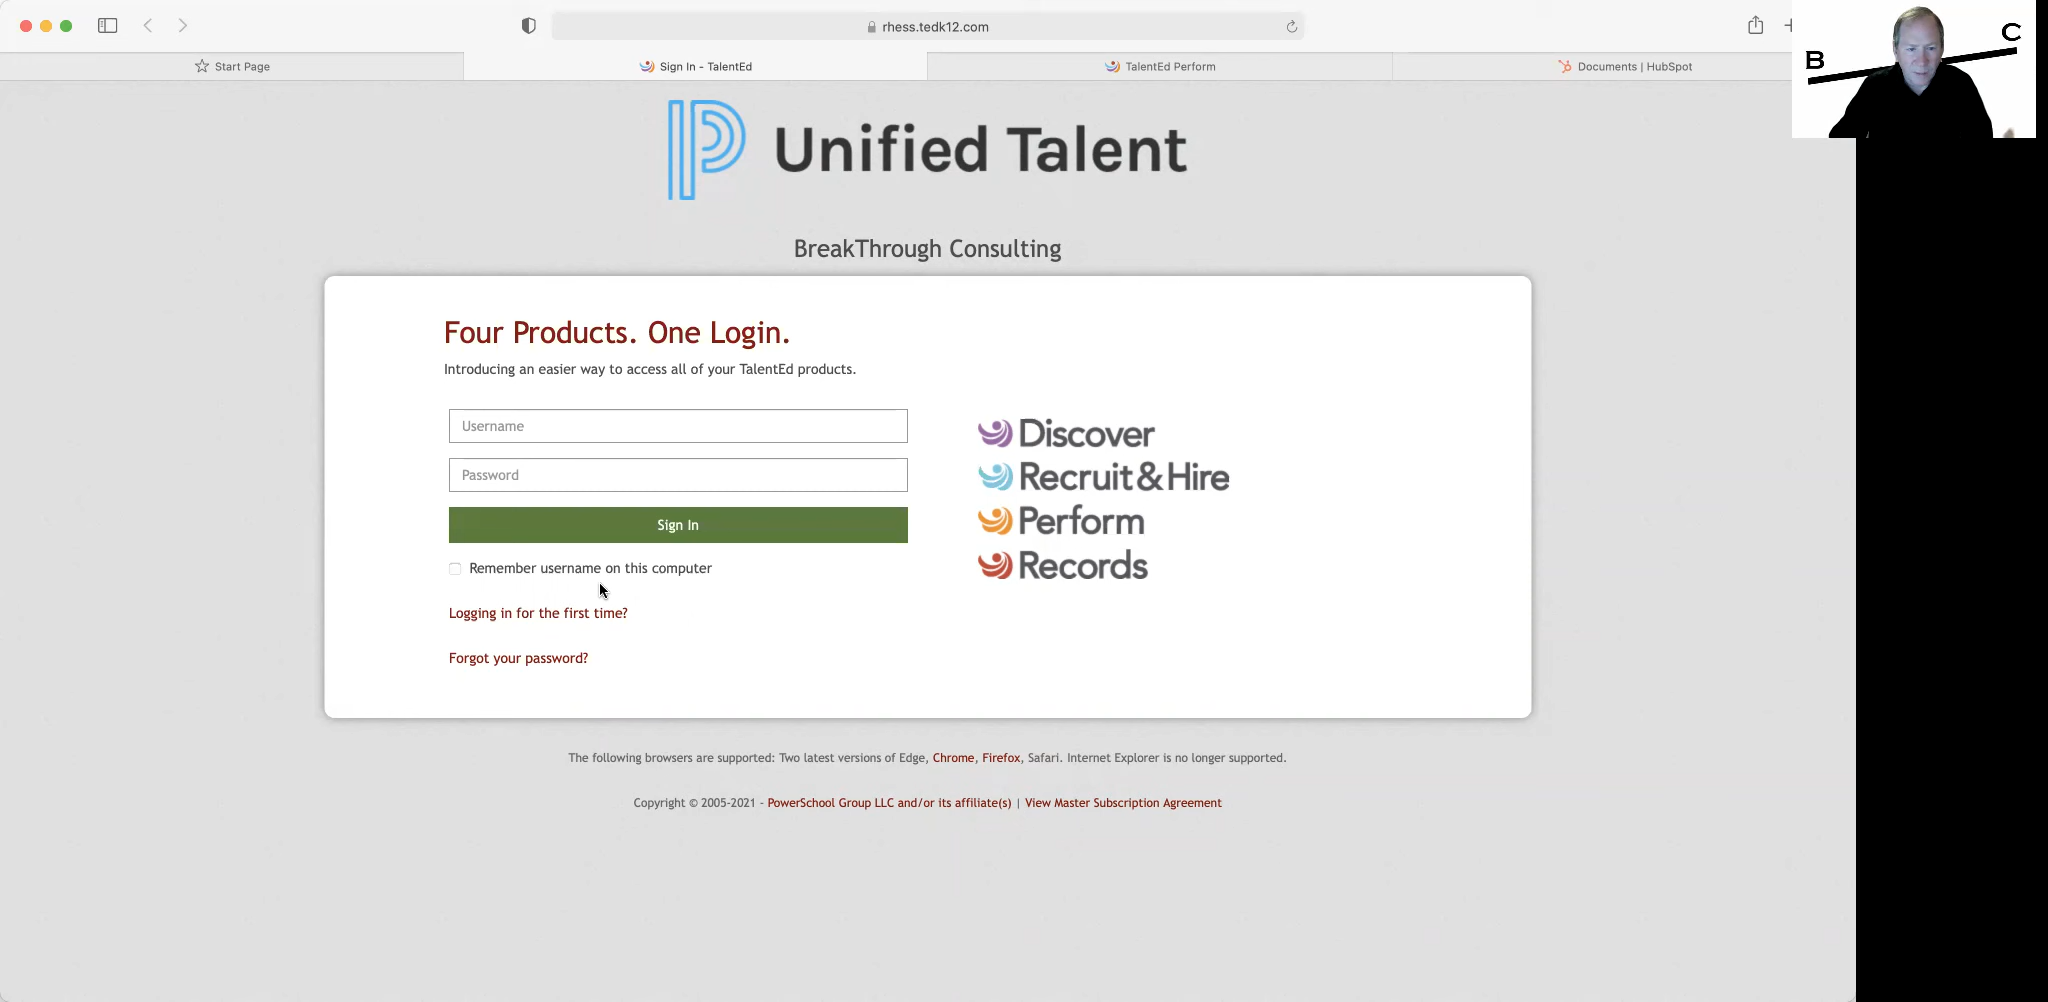 rhess.tedk12.com
Start Page
Sign In - TalentEd
TalentEd Perform
Documents | HubSpot
B
C
Unified Talent
BreakThrough Consulting
Four Products. One Login.
Introducing an easier way to access all of your TalentEd products.
Username
Password
Sign In
Remember username on this computer
Logging in for the first time?
Forgot your password?
Discover
Recruit&Hire
Perform
Records
The following browsers are supported: Two latest versions of Edge, Chrome, Firefox, Safari. Internet Explorer is no longer supported.
Copyright © 2005-2021 - PowerSchool Group LLC and/or its affiliate(s) | View Master Subscription Agreement